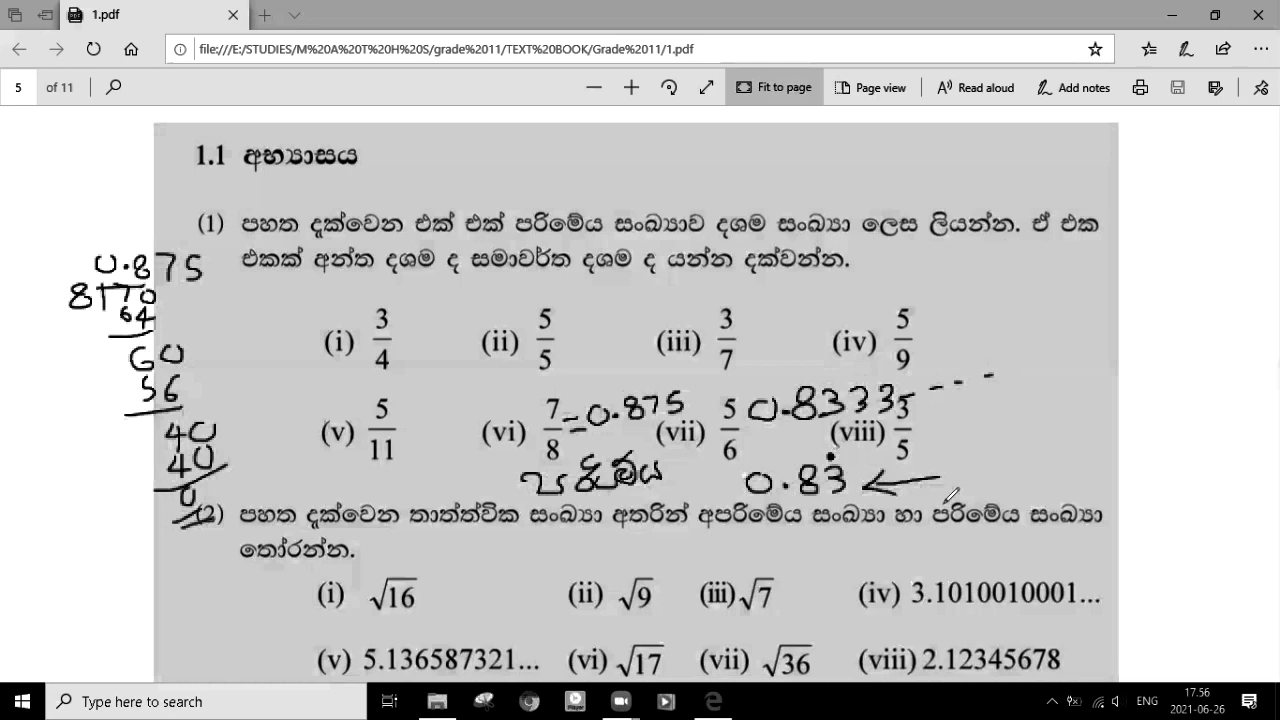 1.pdf
file:///E:/STUDIES/M%20A%20T%20H%20S/grade%2011/TEXT%20BOOK/Grade%2011/1.pdf
5 of 11 Fit to page Page view Read aloud Add notes
1.1 අභ්‍යාසය
(1) පහත දැක්වෙන එක් එක් පරිමේය සංඛ්‍යාව දශම සංඛ්‍යා ලෙස ලියන්න. ඒ එක
එකක් අන්ත දශම ද සමාවර්ත දශම ද යන්න දක්වන්න.
0.875
8 70
64
60
56
40
40
0
(i) 3/4 (ii) 5/5 (iii) 3/7 (iv) 5/9
(v) 5/11 (vi) 7/8 = 0.875 (vii) 5/6 0.8333 - - - (viii) 3/5
0.83̇ ←
(2) පහත දැක්වෙන තාත්ත්වික සංඛ්‍යා අතරින් අපරිමේය සංඛ්‍යා හා පරිමේය සංඛ්‍යා
තෝරන්න.
(i) √16 (ii) √9 (iii) √7 (iv) 3.1010010001...
(v) 5.136587321... (vi) √17 (vii) √36 (viii) 2.12345678
Type here to search
ENG
17.56
2021-06-26